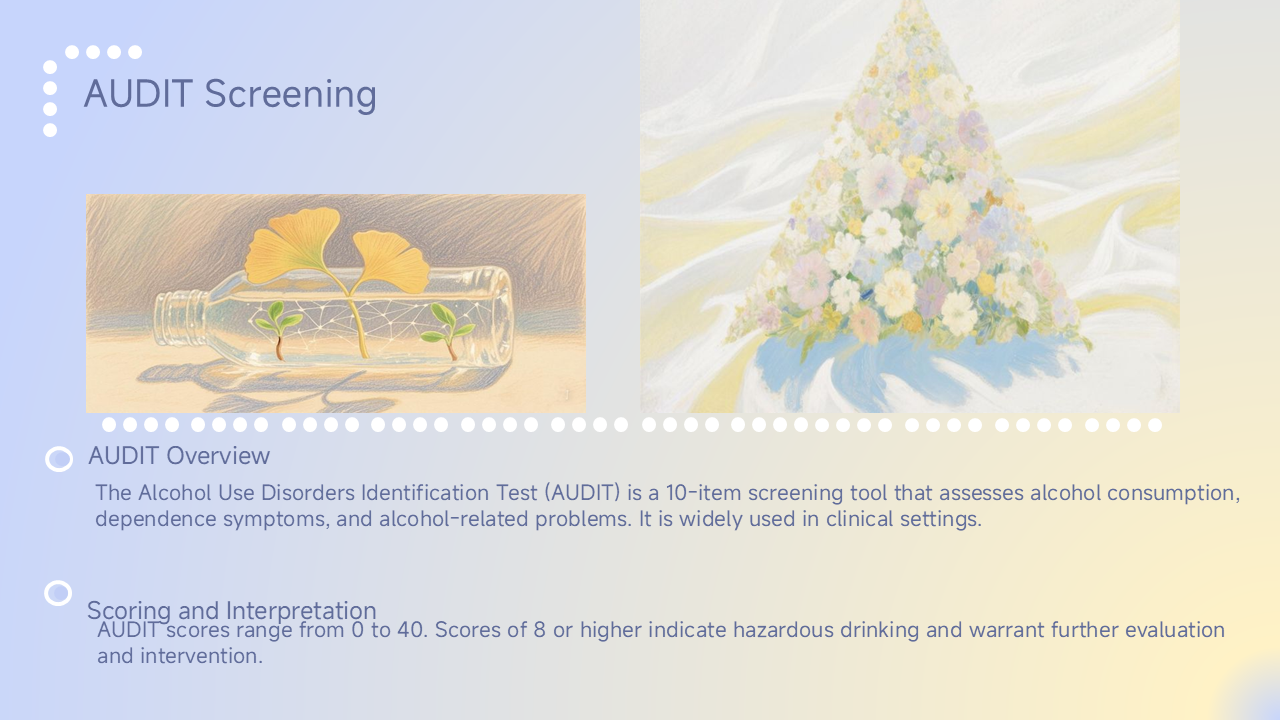 AUDIT Screening
AUDIT Overview
The Alcohol Use Disorders Identification Test (AUDIT) is a 10-item screening tool that assesses alcohol consumption,
dependence symptoms, and alcohol-related problems. It is widely used in clinical settings.
Scoring and Interpretation
AUDIT scores range from 0 to 40. Scores of 8 or higher indicate hazardous drinking and warrant further evaluation
and intervention.